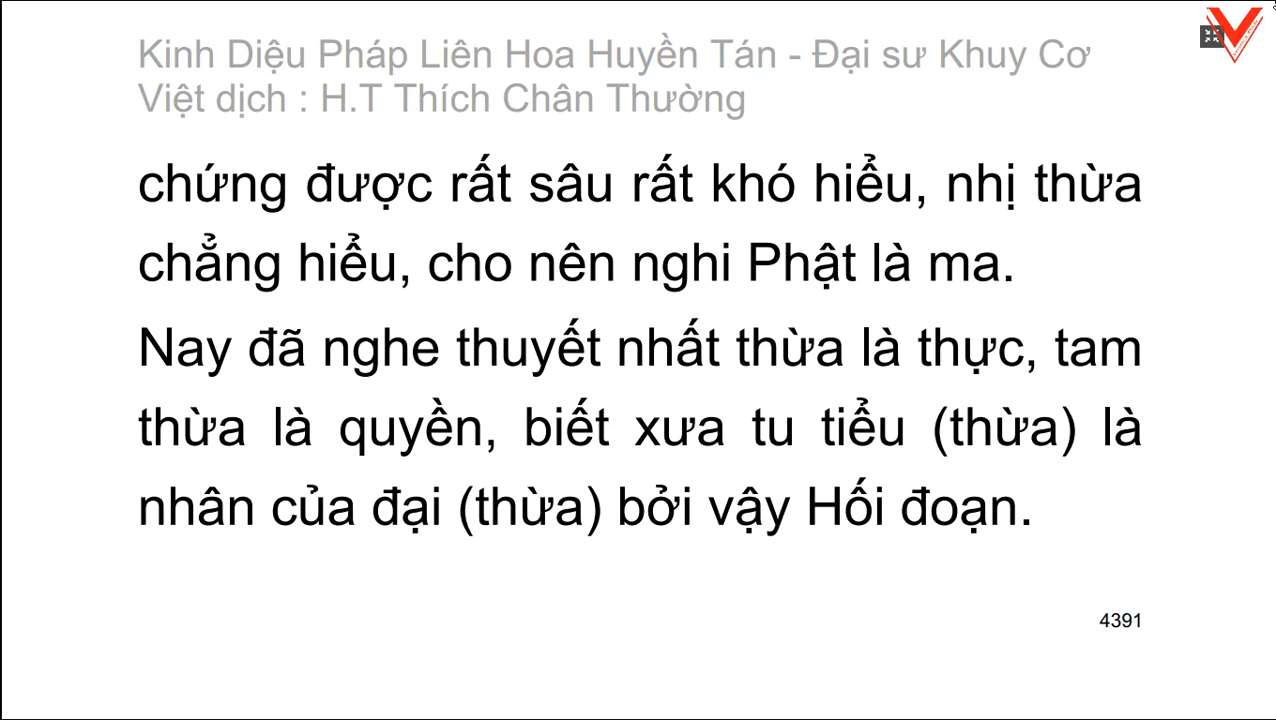 Kinh Diệu Pháp Liên Hoa Huyền Tán - Đại sư Khuy Cơ
Việt dịch : H.T Thích Chân Thường
chứng được rất sâu rất khó hiểu, nhị thừa
chẳng hiểu, cho nên nghi Phật là ma.
Nay đã nghe thuyết nhất thừa là thực, tam
thừa là quyền, biết xưa tu tiểu (thừa) là
nhân của đại (thừa) bởi vậy Hối đoạn.
4391